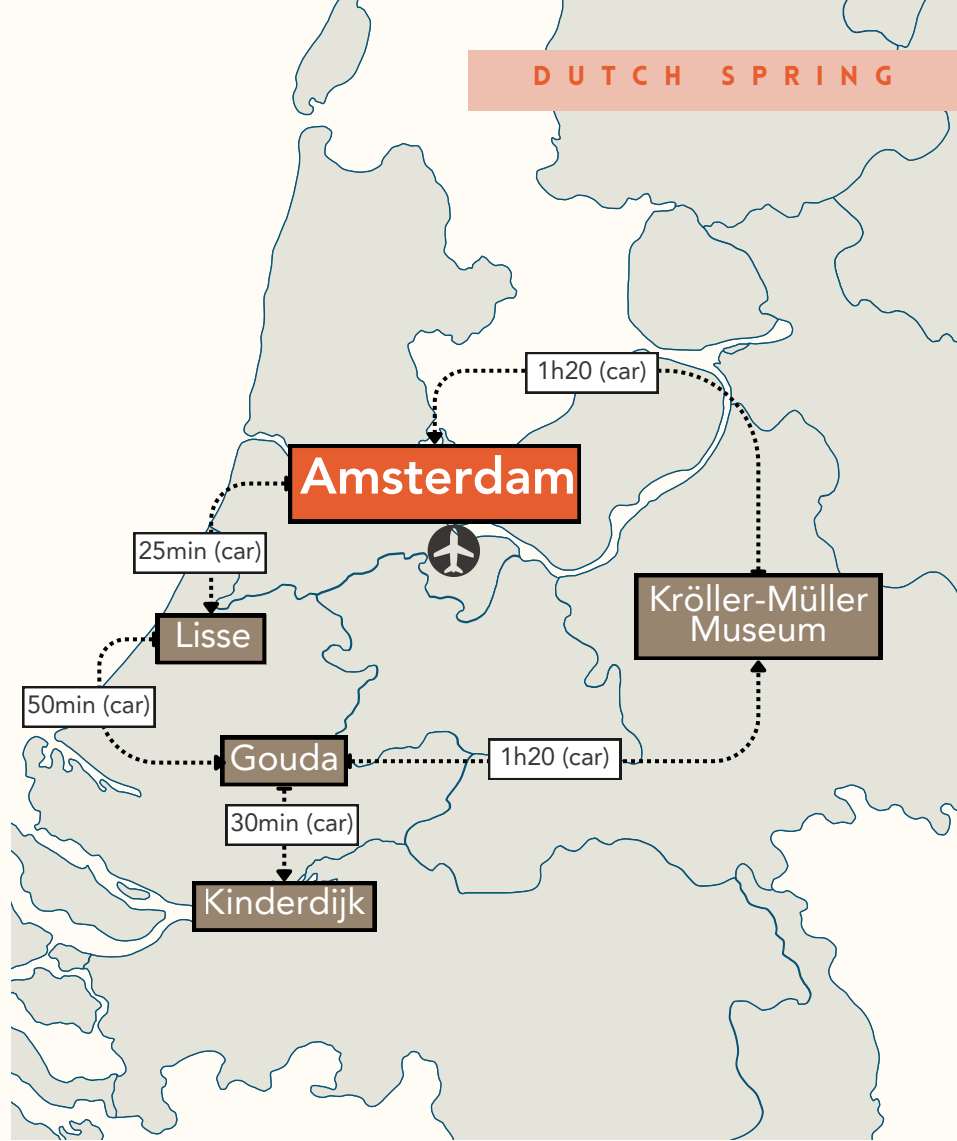 DUTCH SPRING
1h20 (car)
Amsterdam
25min (car)
Kröller-Müller
Museum
Lisse
50min (car)
Gouda
1h20 (car)
30min (car)
Kinderdijk